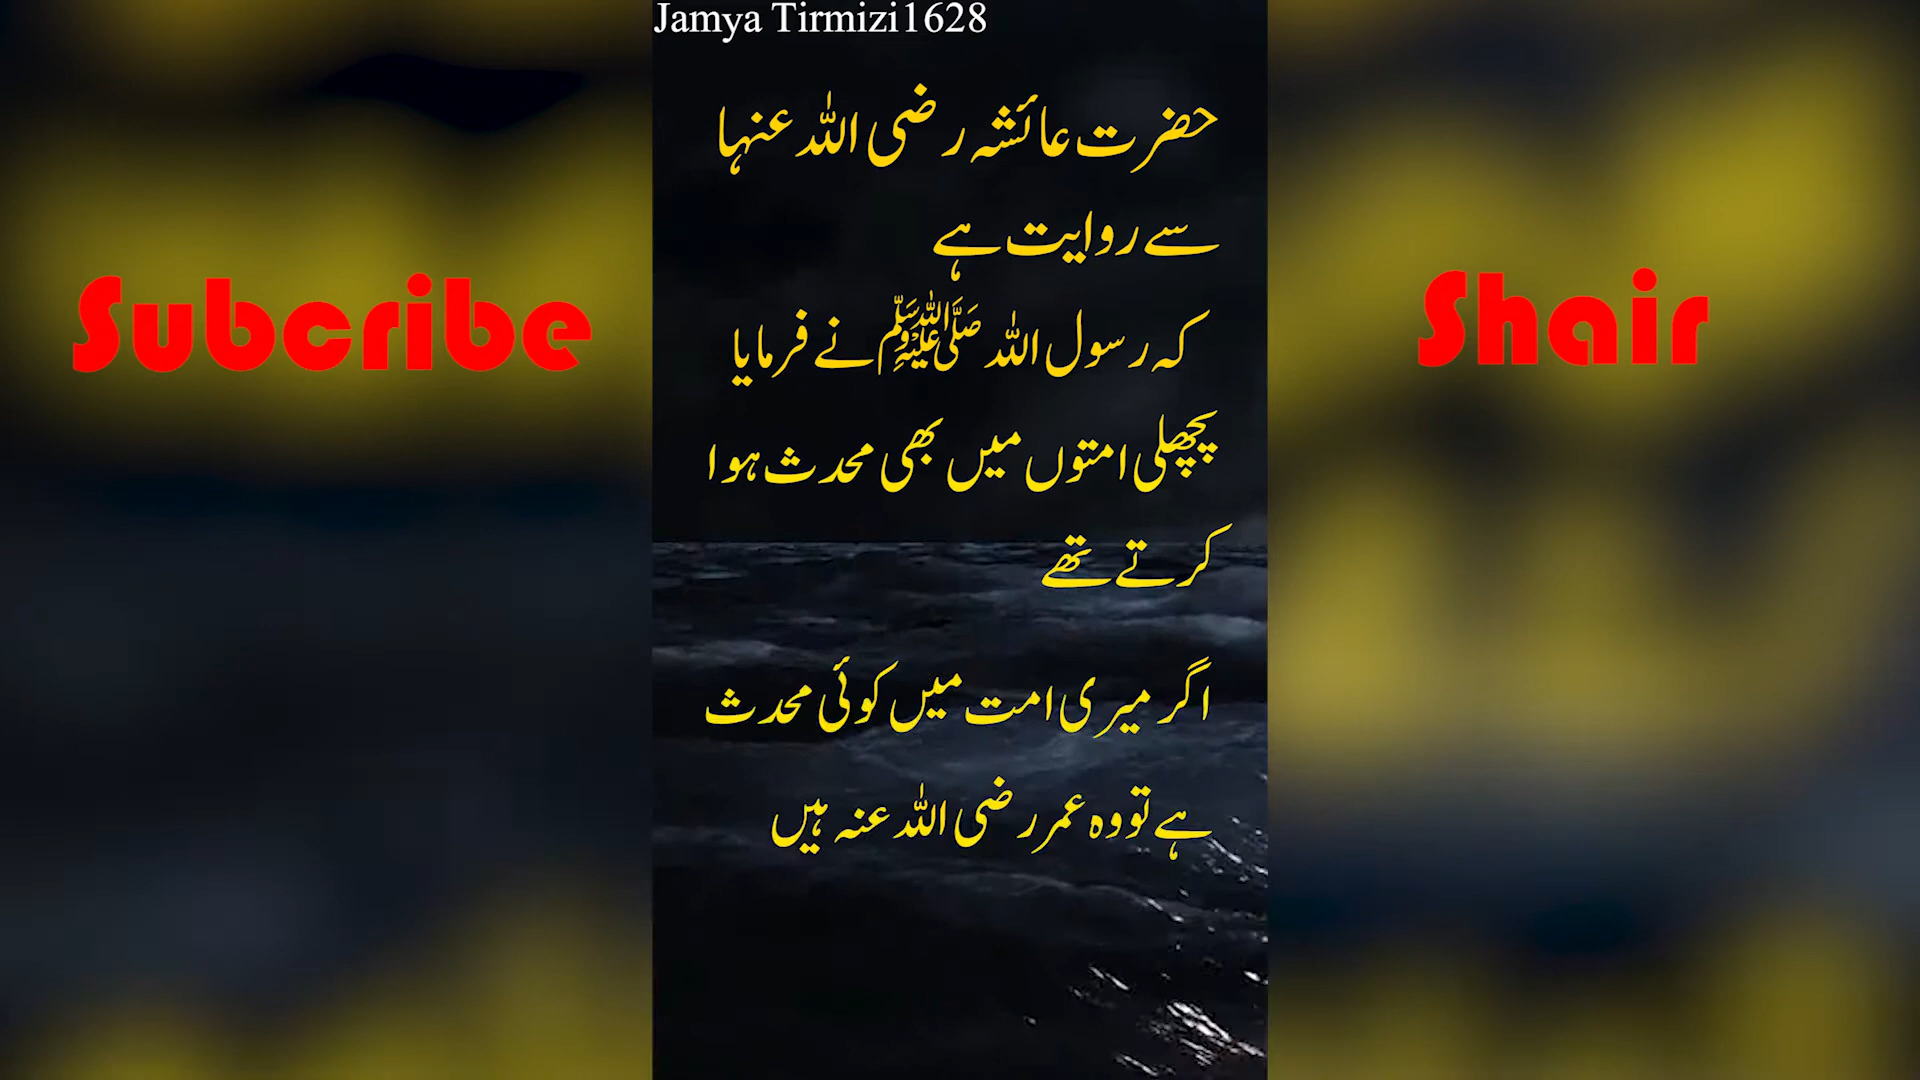 Jamya Tirmizi1628
حضرت عائشہ رضی اللہ عنہا
سے روایت ہے
کہ رسول اللہ ﷺ نے فرمایا
پچھلی امتوں میں بھی محدث ہوا
کرتے تھے
اگر میری امت میں کوئی محدث
ہے تو وہ عمر رضی اللہ عنہ ہیں
Subcribe
Shair